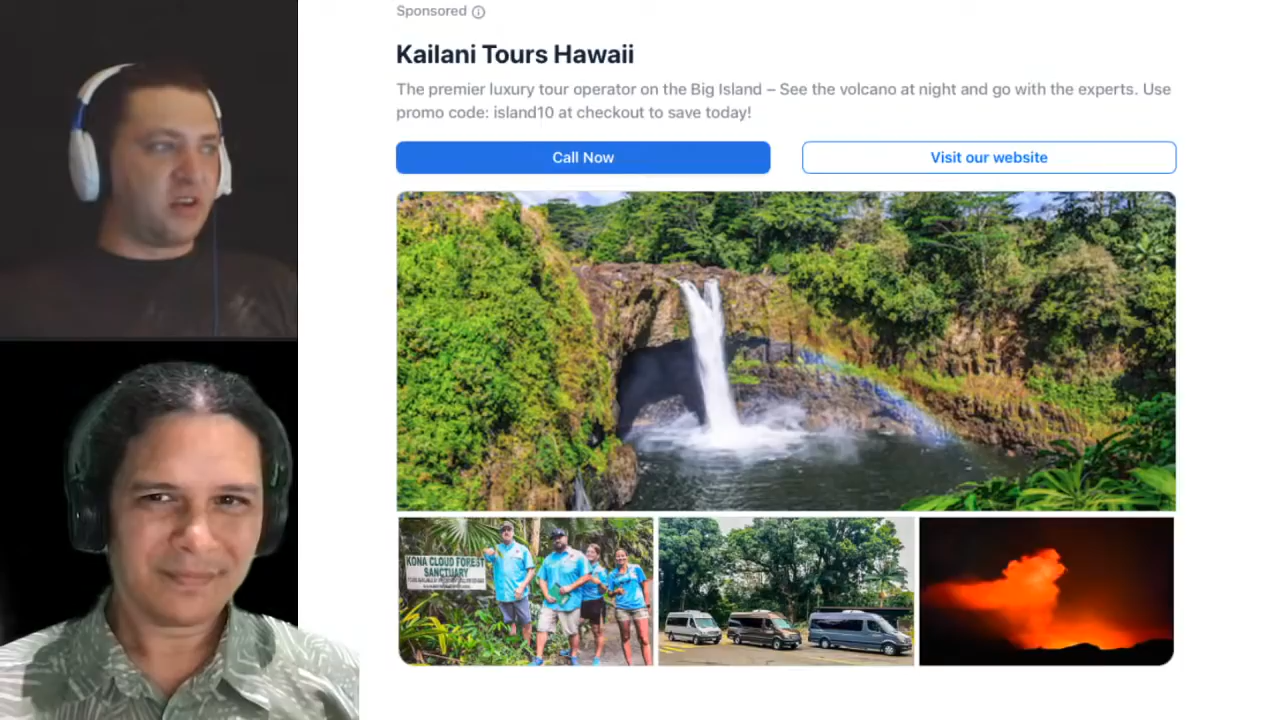 Sponsored
Kailani Tours Hawaii
The premier luxury tour operator on the Big Island – See the volcano at night and go with the experts. Use
promo code: island10 at checkout to save today!
Call Now
Visit our website
KONA CLOUD FOREST
SANCTUARY